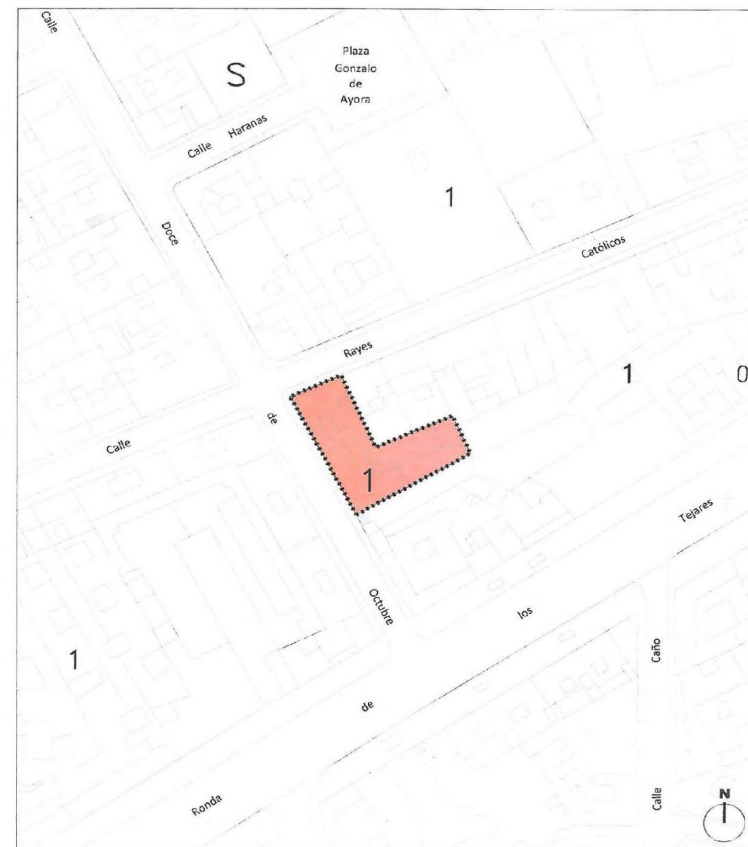 Calle
Plaza
Gonzalo
de
Ayora
S
Calle Haranas
1
Doce
Católicos
Rayes
1
0
de
Calle
1
Tejares
Octubre
los
Caño
1
de
Calle
Ronda
N